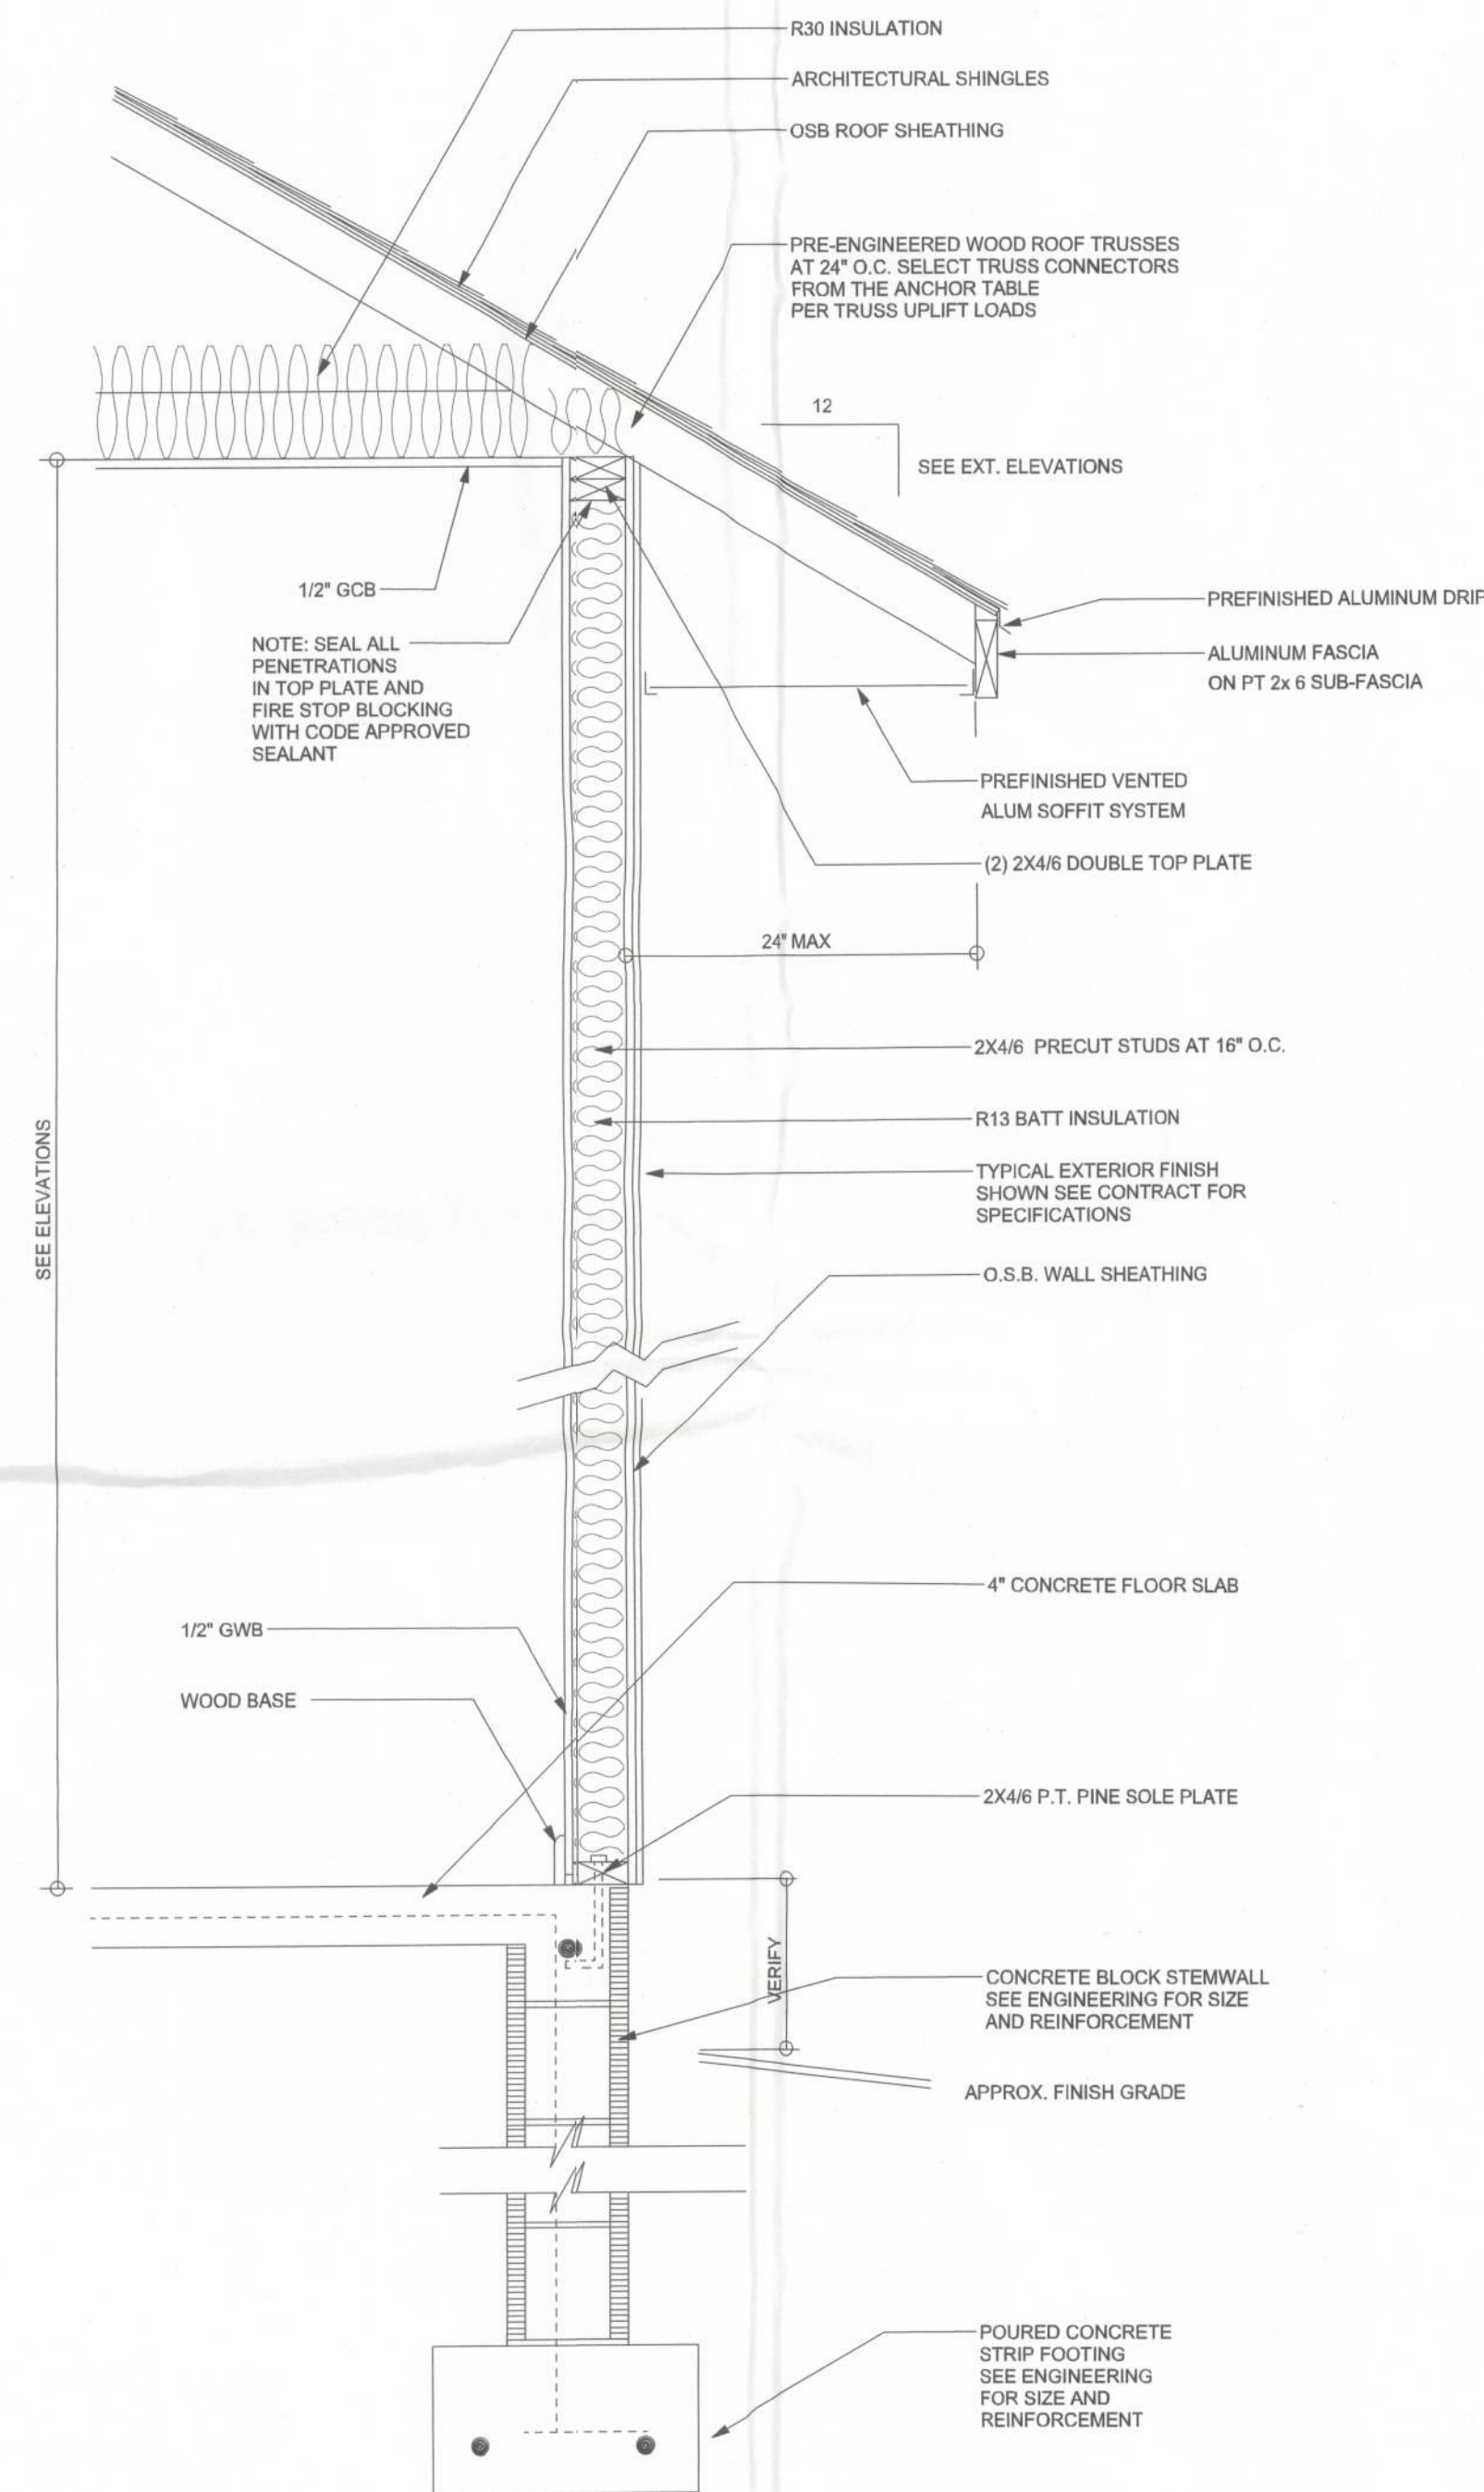 R30 INSULATION
ARCHITECTURAL SHINGLES
OSB ROOF SHEATHING
PRE-ENGINEERED WOOD ROOF TRUSSES
AT 24" O.C. SELECT TRUSS CONNECTORS
FROM THE ANCHOR TABLE
PER TRUSS UPLIFT LOADS
12
SEE EXT. ELEVATIONS
1/2" GCB
PREFINISHED ALUMINUM DRIP
NOTE: SEAL ALL
PENETRATIONS
IN TOP PLATE AND
FIRE STOP BLOCKING
WITH CODE APPROVED
SEALANT
ALUMINUM FASCIA
ON PT 2x 6 SUB-FASCIA
PREFINISHED VENTED
ALUM SOFFIT SYSTEM
(2) 2X4/6 DOUBLE TOP PLATE
24" MAX
2X4/6 PRECUT STUDS AT 16" O.C.
R13 BATT INSULATION
TYPICAL EXTERIOR FINISH
SHOWN SEE CONTRACT FOR
SPECIFICATIONS
SEE ELEVATIONS
O.S.B. WALL SHEATHING
4" CONCRETE FLOOR SLAB
1/2" GWB
WOOD BASE
2X4/6 P.T. PINE SOLE PLATE
VERIFY
CONCRETE BLOCK STEMWALL
SEE ENGINEERING FOR SIZE
AND REINFORCEMENT
APPROX. FINISH GRADE
POURED CONCRETE
STRIP FOOTING
SEE ENGINEERING
FOR SIZE AND
REINFORCEMENT